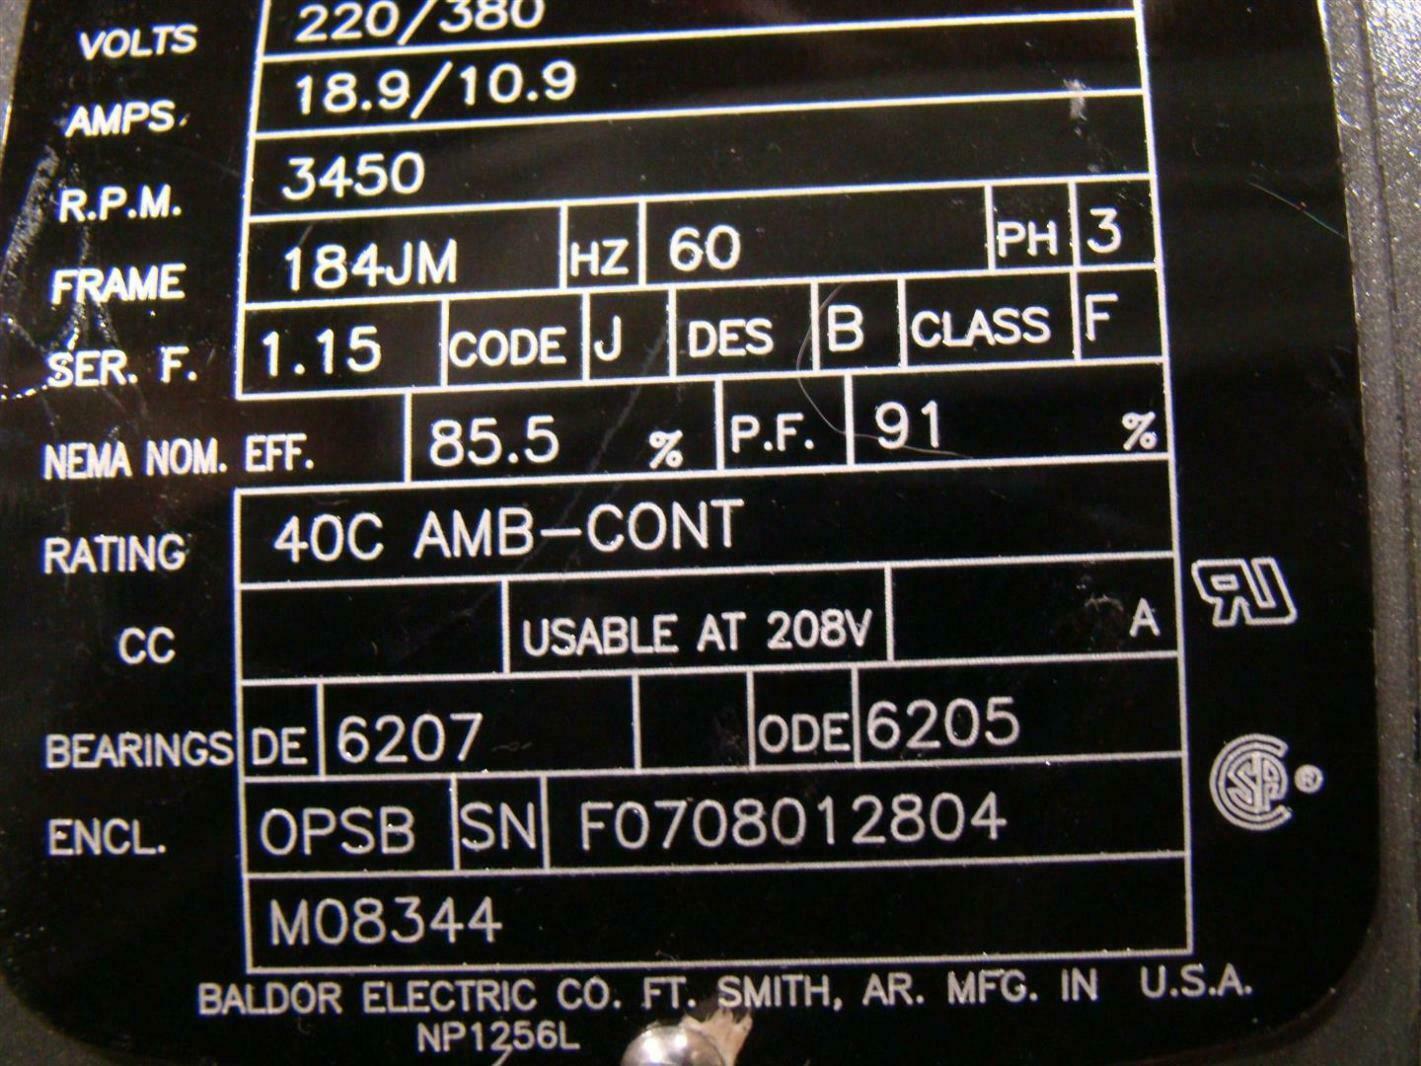 VOLTS 220/380
AMPS. 18.9/10.9
R.P.M. 3450
FRAME 184JM HZ 60 PH 3
SER. F. 1.15 CODE J DES B CLASS F
NEMA NOM. EFF. 85.5 % P.F. 91 %
RATING 40C AMB-CONT
CC USABLE AT 208V A
BEARINGS DE 6207 ODE 6205
ENCL. OPSB SN F0708012804
M08344
BALDOR ELECTRIC CO. FT. SMITH, AR. MFG. IN U.S.A.
NP1256L